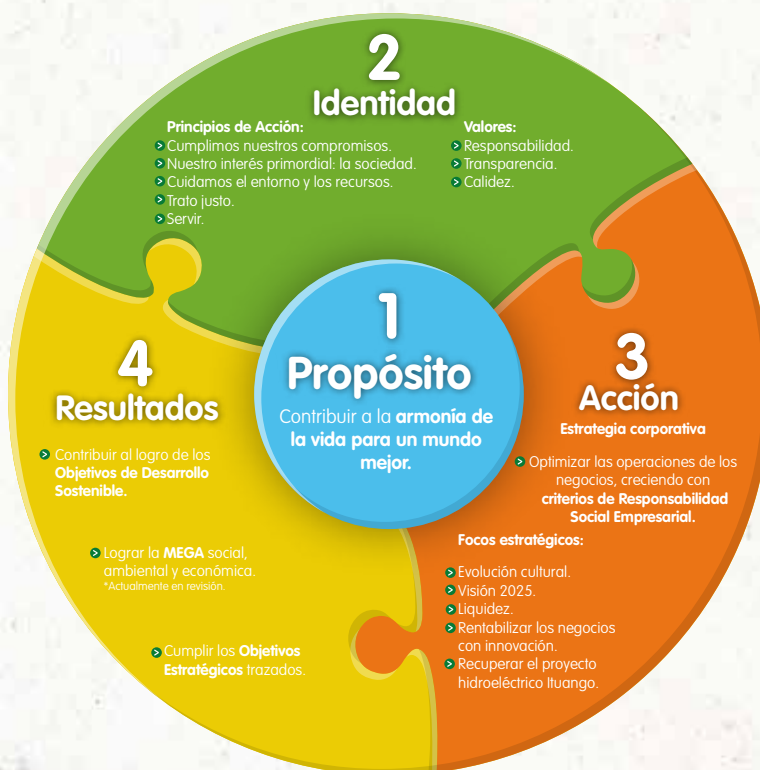 2
Identidad
Principios de Acción:
Cumplimos nuestros compromisos.
Nuestro interés primordial: la sociedad.
Cuidamos el entorno y los recursos.
Trato justo.
Servir.
Valores:
Responsabilidad.
Transparencia.
Calidez.
1
Propósito
Contribuir a la armonía de
la vida para un mundo
mejor.
3
Acción
Estrategia corporativa
Optimizar las operaciones de los
negocios, creciendo con
criterios de Responsabilidad
Social Empresarial.
Focos estratégicos:
Evolución cultural.
Visión 2025.
Liquidez.
Rentabilizar los negocios
con innovación.
Recuperar el proyecto
hidroeléctrico Ituango.
4
Resultados
Contribuir al logro de los
Objetivos de Desarrollo
Sostenible.
Lograr la MEGA social,
ambiental y económica.
*Actualmente en revisión.
Cumplir los Objetivos
Estratégicos trazados.